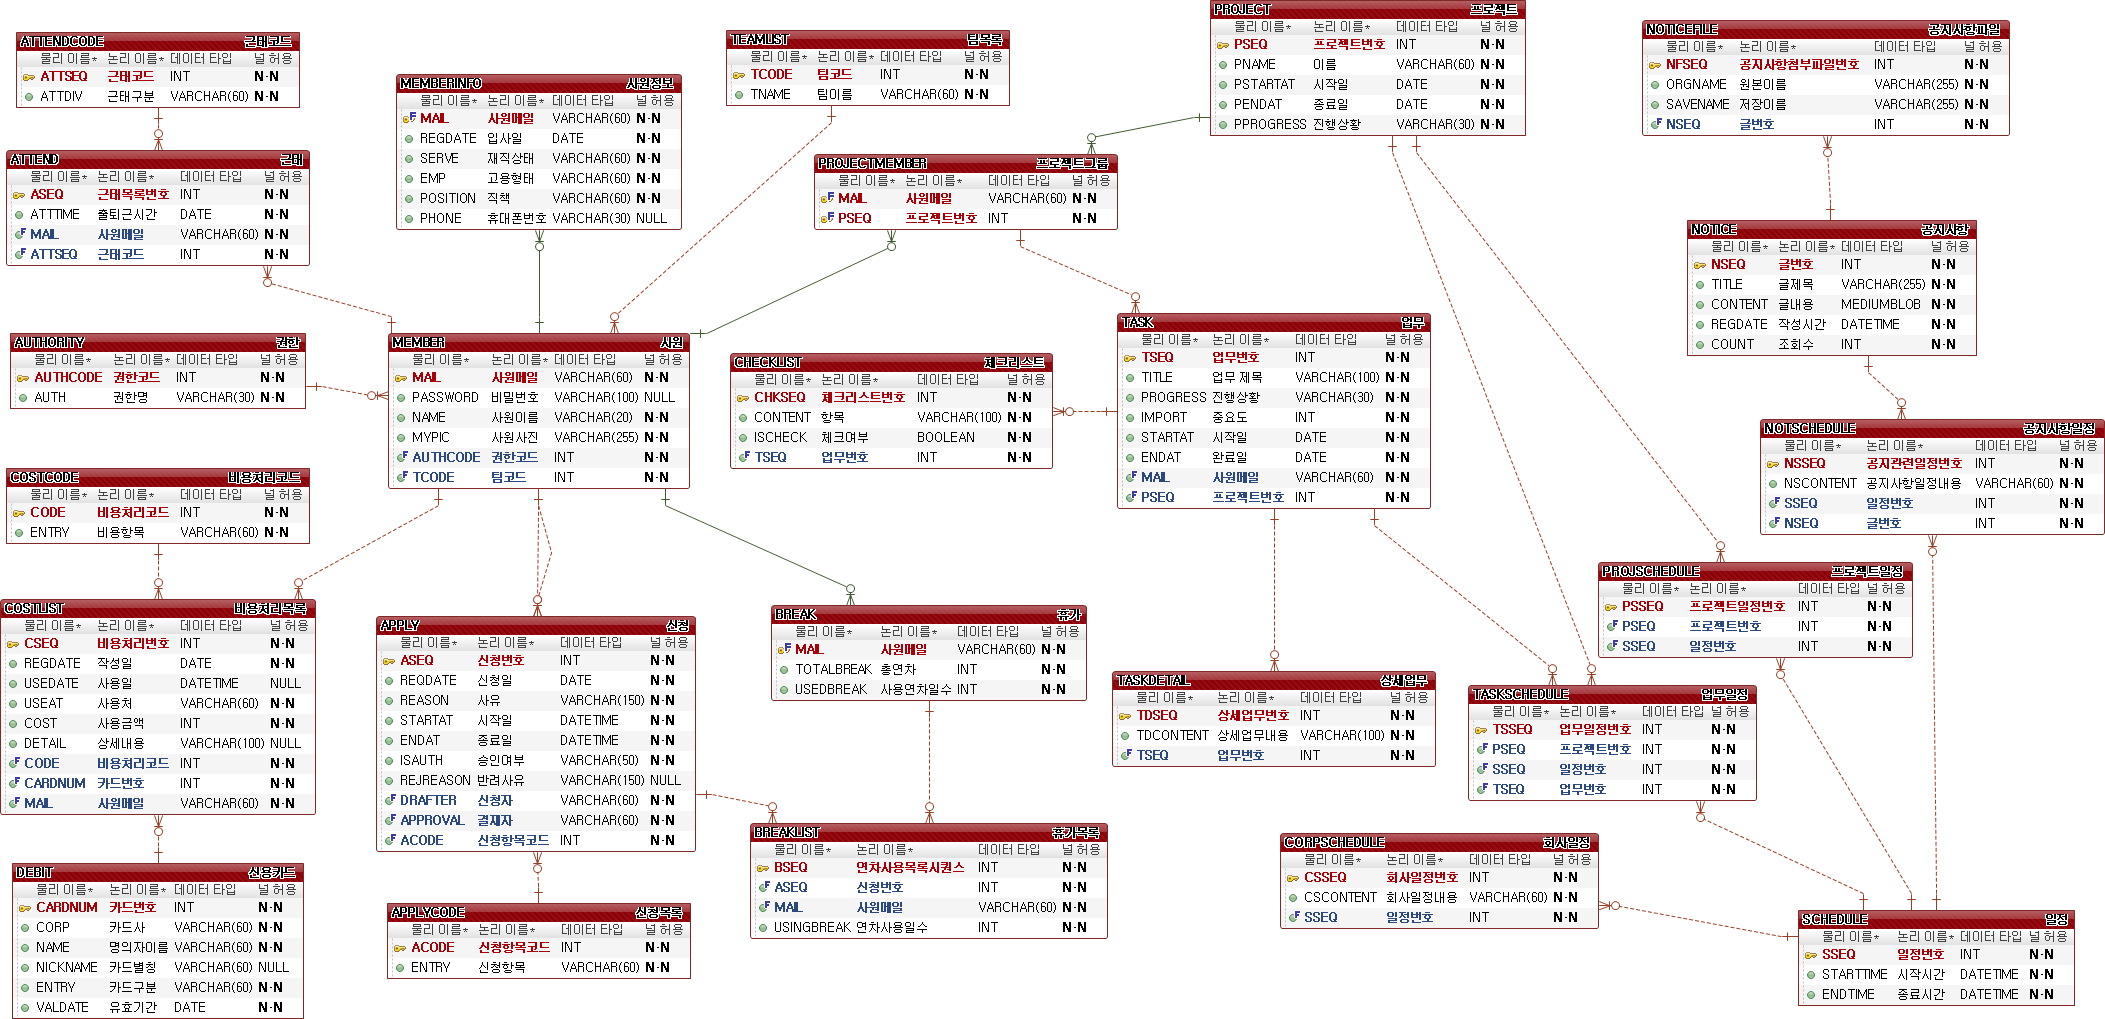 ATTENDCODE 근태코드
물리 이름* 논리 이름* 데이터 타입 널 허용
ATTSEQ 근태코드 INT N-N
ATTDIV 근태구분 VARCHAR(60) N-N
ATTEND 근태
물리 이름* 논리 이름* 데이터 타입 널 허용
ASEQ 근태목록번호 INT N-N
ATTTIME 출퇴근시간 DATE N-N
MAIL 사원메일 VARCHAR(60) N-N
ATTSEQ 근태코드 INT N-N
AUTHORITY 권한
물리 이름* 논리 이름* 데이터 타입 널 허용
AUTHCODE 권한코드 INT N-N
AUTH 권한명 VARCHAR(30) N-N
COSTCODE 비용처리코드
물리 이름* 논리 이름* 데이터 타입 널 허용
CODE 비용처리코드 INT N-N
ENTRY 비용항목 VARCHAR(60) N-N
COSTLIST 비용처리목록
물리 이름* 논리 이름* 데이터 타입 널 허용
CSEQ 비용처리번호 INT N-N
REGDATE 작성일 DATE N-N
USEDATE 사용일 DATETIME NULL
USEAT 사용처 VARCHAR(60) N-N
COST 사용금액 INT N-N
DETAIL 상세내용 VARCHAR(100) NULL
CODE 비용처리코드 INT N-N
CARDNUM 카드번호 INT N-N
MAIL 사원메일 VARCHAR(60) N-N
DEBIT 신용카드
물리 이름* 논리 이름* 데이터 타입 널 허용
CARDNUM 카드번호 INT N-N
CORP 카드사 VARCHAR(60) N-N
NAME 명의자이름 VARCHAR(60) N-N
NICKNAME 카드별칭 VARCHAR(60) NULL
ENTRY 카드구분 VARCHAR(60) N-N
VALDATE 유효기간 DATE N-N
MEMBERINFO 사원정보
물리 이름* 논리 이름* 데이터 타입 널 허용
MAIL 사원메일 VARCHAR(60) N-N
REGDATE 입사일 DATE N-N
SERVE 재직상태 VARCHAR(60) N-N
EMP 고용형태 VARCHAR(60) N-N
POSITION 직책 VARCHAR(60) N-N
PHONE 휴대폰번호 VARCHAR(30) NULL
MEMBER 사원
물리 이름* 논리 이름* 데이터 타입 널 허용
MAIL 사원메일 VARCHAR(60) N-N
PASSWORD 비밀번호 VARCHAR(100) NULL
NAME 사원이름 VARCHAR(20) N-N
MYPIC 사원사진 VARCHAR(255) N-N
AUTHCODE 권한코드 INT N-N
TCODE 팀코드 INT N-N
APPLY 신청
물리 이름* 논리 이름* 데이터 타입 널 허용
ASEQ 신청번호 INT N-N
REQDATE 신청일 DATE N-N
REASON 사유 VARCHAR(150) N-N
STARTAT 시작일 DATETIME N-N
ENDAT 종료일 DATETIME N-N
ISAUTH 승인여부 VARCHAR(50) N-N
REJREASON 반려사유 VARCHAR(150) NULL
DRAFTER 신청자 VARCHAR(60) N-N
APPROVAL 결재자 VARCHAR(60) N-N
ACODE 신청항목코드 INT N-N
APPLYCODE 신청목록
물리 이름* 논리 이름* 데이터 타입 널 허용
ACODE 신청항목코드 INT N-N
ENTRY 신청항목 VARCHAR(60) N-N
TEAMLIST 팀목록
물리 이름* 논리 이름* 데이터 타입 널 허용
TCODE 팀코드 INT N-N
TNAME 팀이름 VARCHAR(60) N-N
PROJECTMEMBER 프로젝트그룹
물리 이름* 논리 이름* 데이터 타입 널 허용
MAIL 사원메일 VARCHAR(60) N-N
PSEQ 프로젝트번호 INT N-N
CHECKLIST 체크리스트
물리 이름* 논리 이름* 데이터 타입 널 허용
CHKSEQ 체크리스트번호 INT N-N
CONTENT 항목 VARCHAR(100) N-N
ISCHECK 체크여부 BOOLEAN N-N
TSEQ 업무번호 INT N-N
BREAK 휴가
물리 이름* 논리 이름* 데이터 타입 널 허용
MAIL 사원메일 VARCHAR(60) N-N
TOTALBREAK 총연차 INT N-N
USEDBREAK 사용연차일수 INT N-N
BREAKLIST 휴가목록
물리 이름* 논리 이름* 데이터 타입 널 허용
BSEQ 연차사용목록시퀀스 INT N-N
ASEQ 신청번호 INT N-N
MAIL 사원메일 VARCHAR(60) N-N
USINGBREAK 연차사용일수 INT N-N
PROJECT 프로젝트
물리 이름* 논리 이름* 데이터 타입 널 허용
PSEQ 프로젝트번호 INT N-N
PNAME 이름 VARCHAR(60) N-N
PSTARTAT 시작일 DATE N-N
PENDAT 종료일 DATE N-N
PPROGRESS 진행상황 VARCHAR(30) N-N
TASK 업무
물리 이름* 논리 이름* 데이터 타입 널 허용
TSEQ 업무번호 INT N-N
TITLE 업무 제목 VARCHAR(100) N-N
PROGRESS 진행상황 VARCHAR(30) N-N
IMPORT 중요도 INT N-N
STARTAT 시작일 DATE N-N
ENDAT 완료일 DATE N-N
MAIL 사원메일 VARCHAR(60) N-N
PSEQ 프로젝트번호 INT N-N
TASKDETAIL 상세업무
물리 이름* 논리 이름* 데이터 타입 널 허용
TDSEQ 상세업무번호 INT N-N
TDCONTENT 상세업무내용 VARCHAR(100) N-N
TSEQ 업무번호 INT N-N
TASKSCHEDULE 업무일정
물리 이름* 논리 이름* 데이터 타입 널 허용
TSSEQ 업무일정번호 INT N-N
PSEQ 프로젝트번호 INT N-N
SSEQ 일정번호 INT N-N
TSEQ 업무번호 INT N-N
CORPSCHEDULE 회사일정
물리 이름* 논리 이름* 데이터 타입 널 허용
CSSEQ 회사일정번호 INT N-N
CSCONTENT 회사일정내용 VARCHAR(60) N-N
SSEQ 일정번호 INT N-N
NOTICEFILE 공지사항파일
물리 이름* 논리 이름* 데이터 타입 널 허용
NFSEQ 공지사항첨부파일번호 INT N-N
ORGNAME 원본이름 VARCHAR(255) N-N
SAVENAME 저장이름 VARCHAR(255) N-N
NSEQ 글번호 INT N-N
NOTICE 공지사항
물리 이름* 논리 이름* 데이터 타입 널 허용
NSEQ 글번호 INT N-N
TITLE 글제목 VARCHAR(255) N-N
CONTENT 글내용 MEDIUMBLOB N-N
REGDATE 작성시간 DATETIME N-N
COUNT 조회수 INT N-N
NOTSCHEDULE 공지사항일정
물리 이름* 논리 이름* 데이터 타입 널 허용
NSSEQ 공지관련일정번호 INT N-N
NSCONTENT 공지사항일정내용 VARCHAR(60) N-N
SSEQ 일정번호 INT N-N
NSEQ 글번호 INT N-N
PROJSCHEDULE 프로젝트일정
물리 이름* 논리 이름* 데이터 타입 널 허용
PSSEQ 프로젝트일정번호 INT N-N
PSEQ 프로젝트번호 INT N-N
SSEQ 일정번호 INT N-N
SCHEDULE 일정
물리 이름* 논리 이름* 데이터 타입 널 허용
SSEQ 일정번호 INT N-N
STARTTIME 시작시간 DATETIME N-N
ENDTIME 종료시간 DATETIME N-N